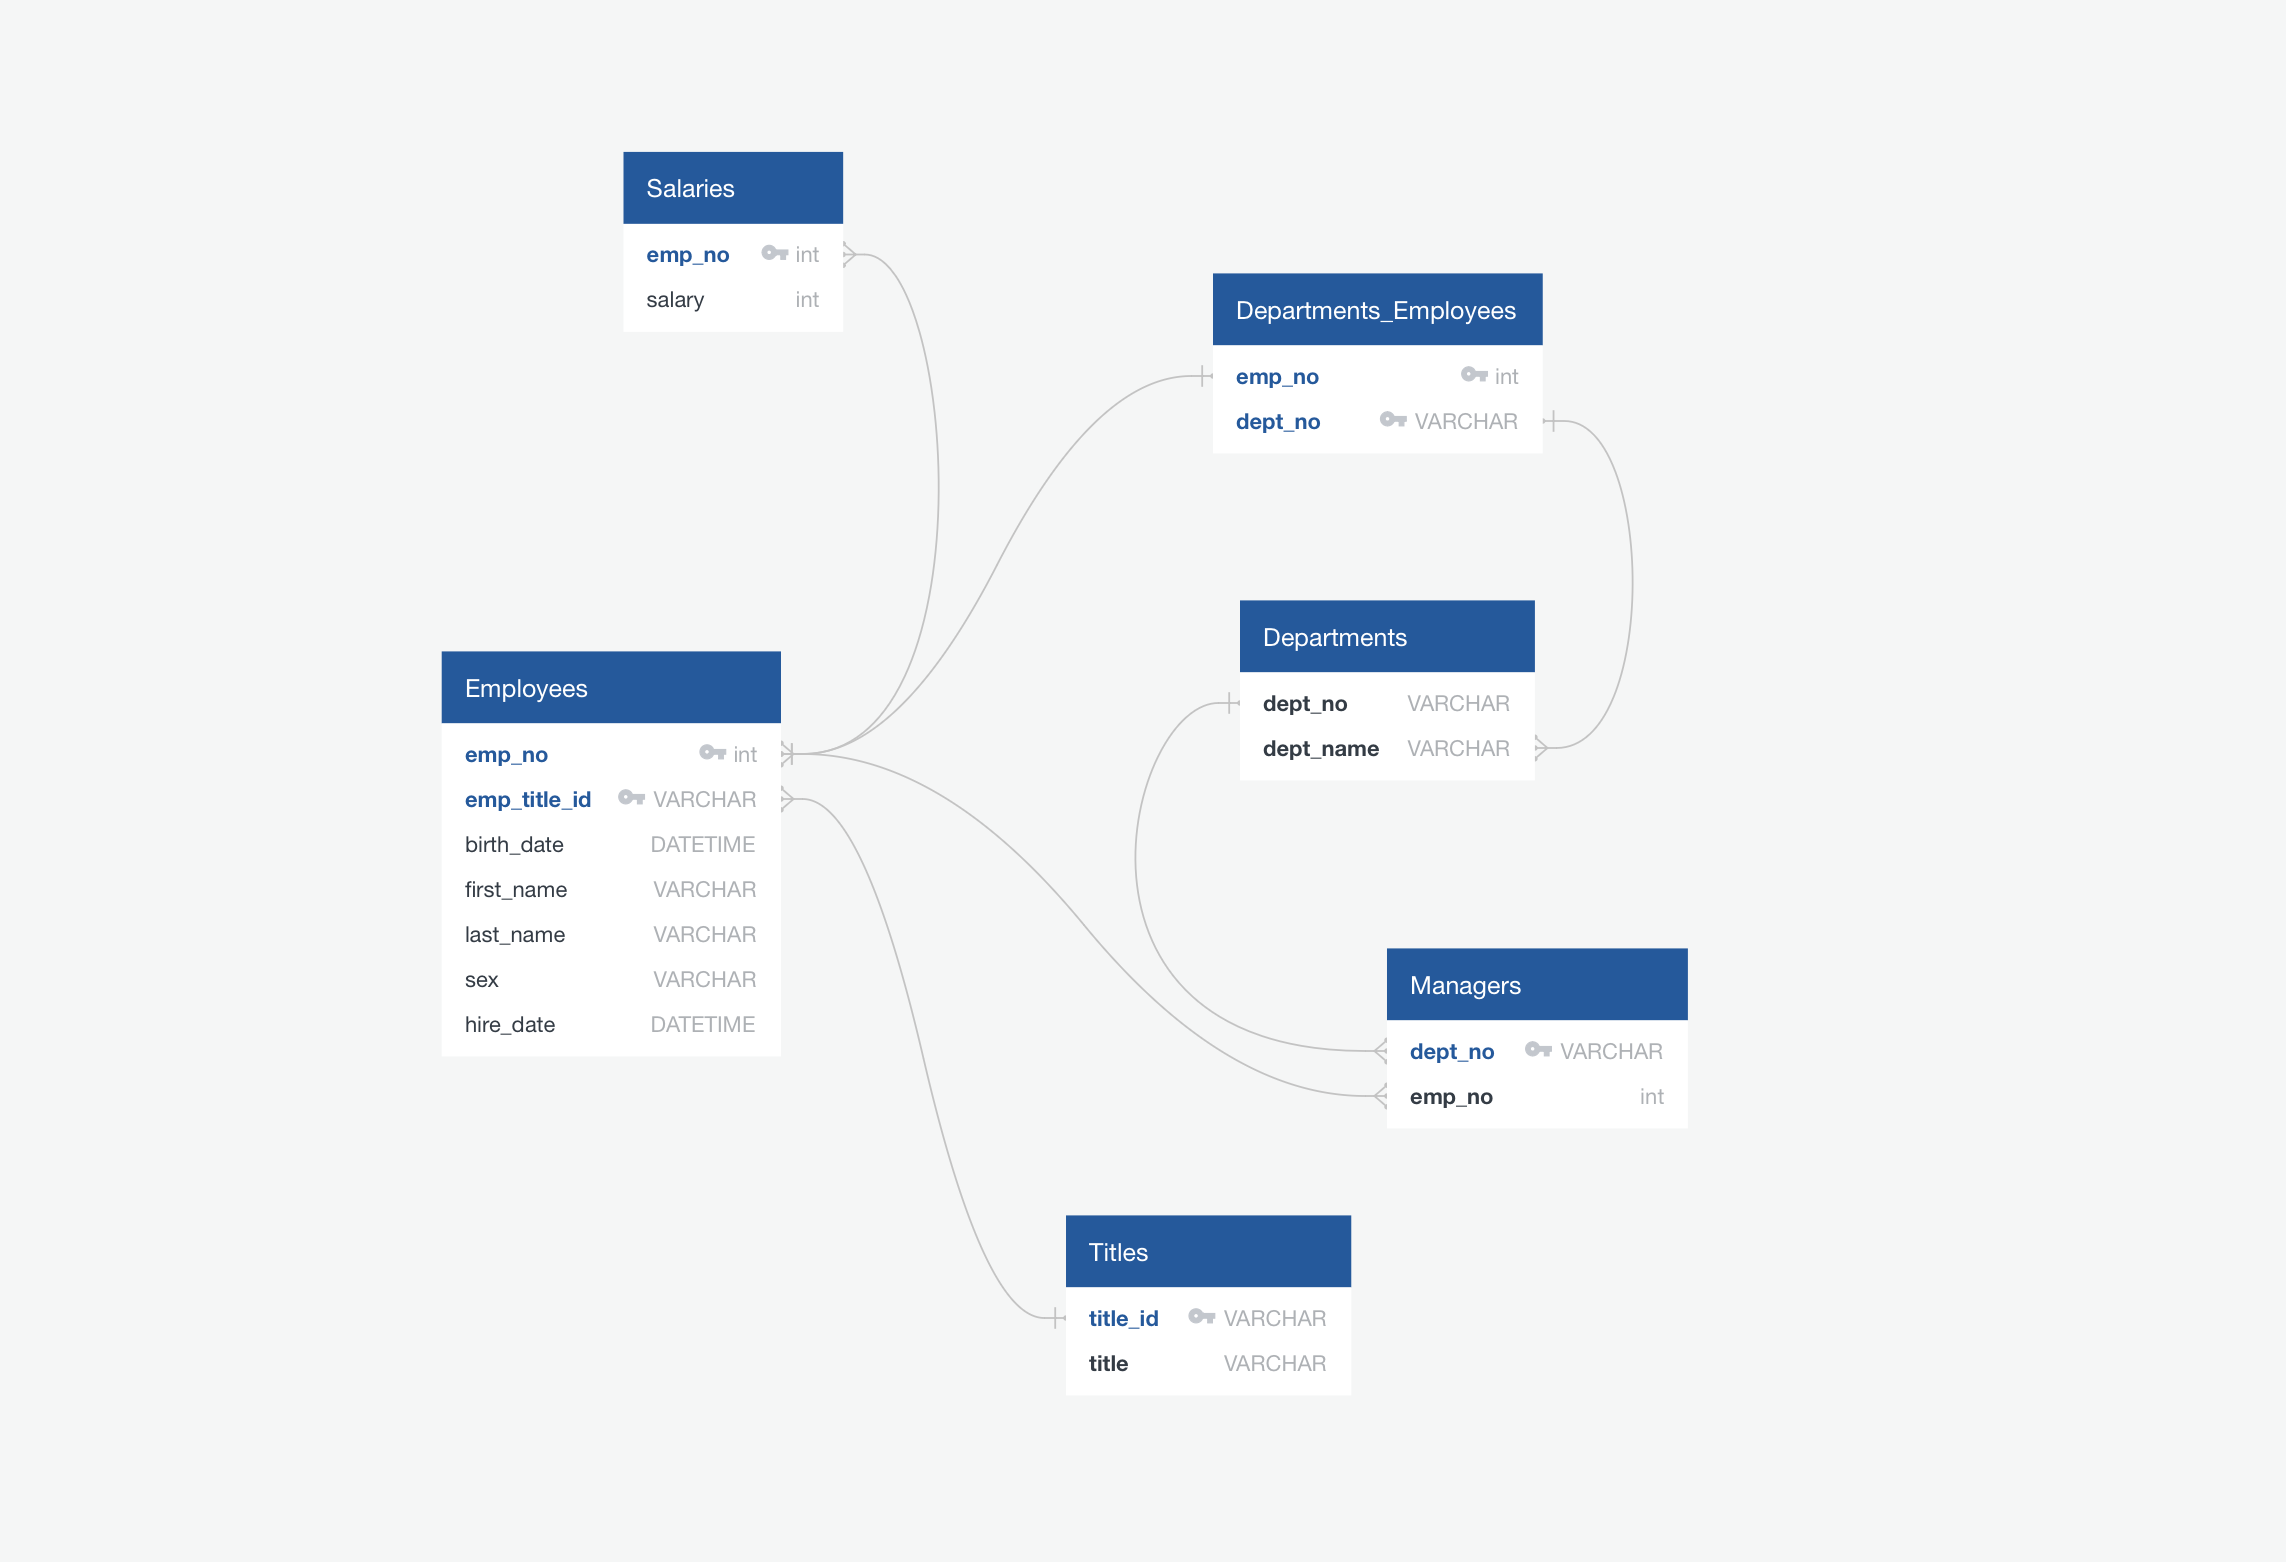 Salaries
emp_no int
salary int
Departments_Employees
emp_no int
dept_no VARCHAR
Departments
dept_no VARCHAR
dept_name VARCHAR
Employees
emp_no int
emp_title_id VARCHAR
birth_date DATETIME
first_name VARCHAR
last_name VARCHAR
sex VARCHAR
hire_date DATETIME
Managers
dept_no VARCHAR
emp_no int
Titles
title_id VARCHAR
title VARCHAR